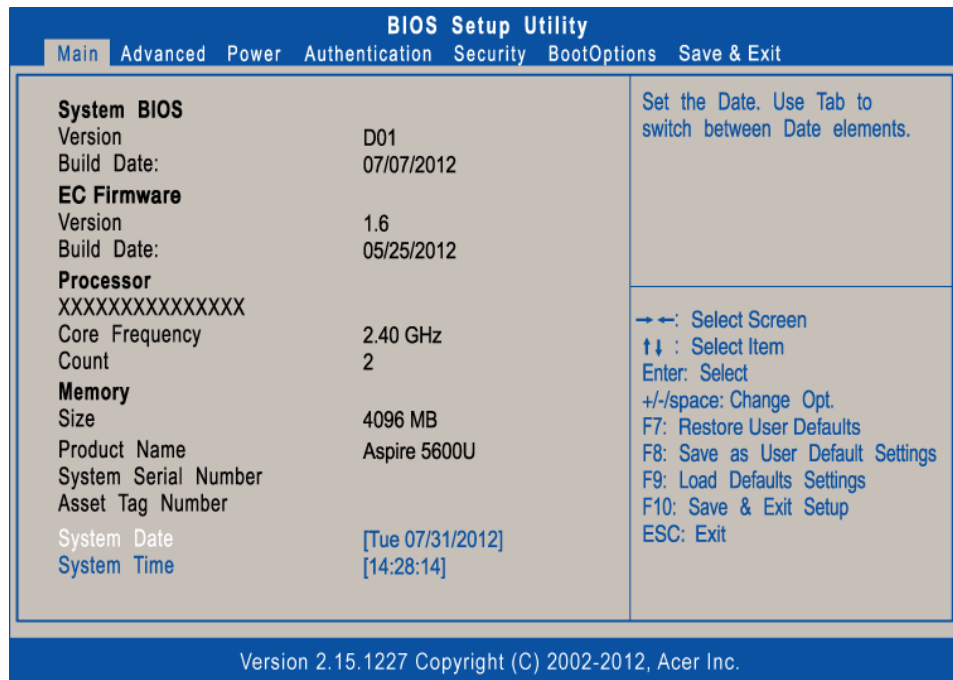 BIOS Setup Utility
Main Advanced Power Authentication Security BootOptions Save & Exit
System BIOS
Version D01
Build Date: 07/07/2012
EC Firmware
Version 1.6
Build Date: 05/25/2012
Processor
XXXXXXXXXXXXXXX
Core Frequency 2.40 GHz
Count 2
Memory
Size 4096 MB
Product Name Aspire 5600U
System Serial Number
Asset Tag Number
System Date [Tue 07/31/2012]
System Time [14:28:14]
Set the Date. Use Tab to
switch between Date elements.
→←: Select Screen
↑↓ : Select Item
Enter: Select
+/-/space: Change Opt.
F7: Restore User Defaults
F8: Save as User Default Settings
F9: Load Defaults Settings
F10: Save & Exit Setup
ESC: Exit
Version 2.15.1227 Copyright (C) 2002-2012, Acer Inc.